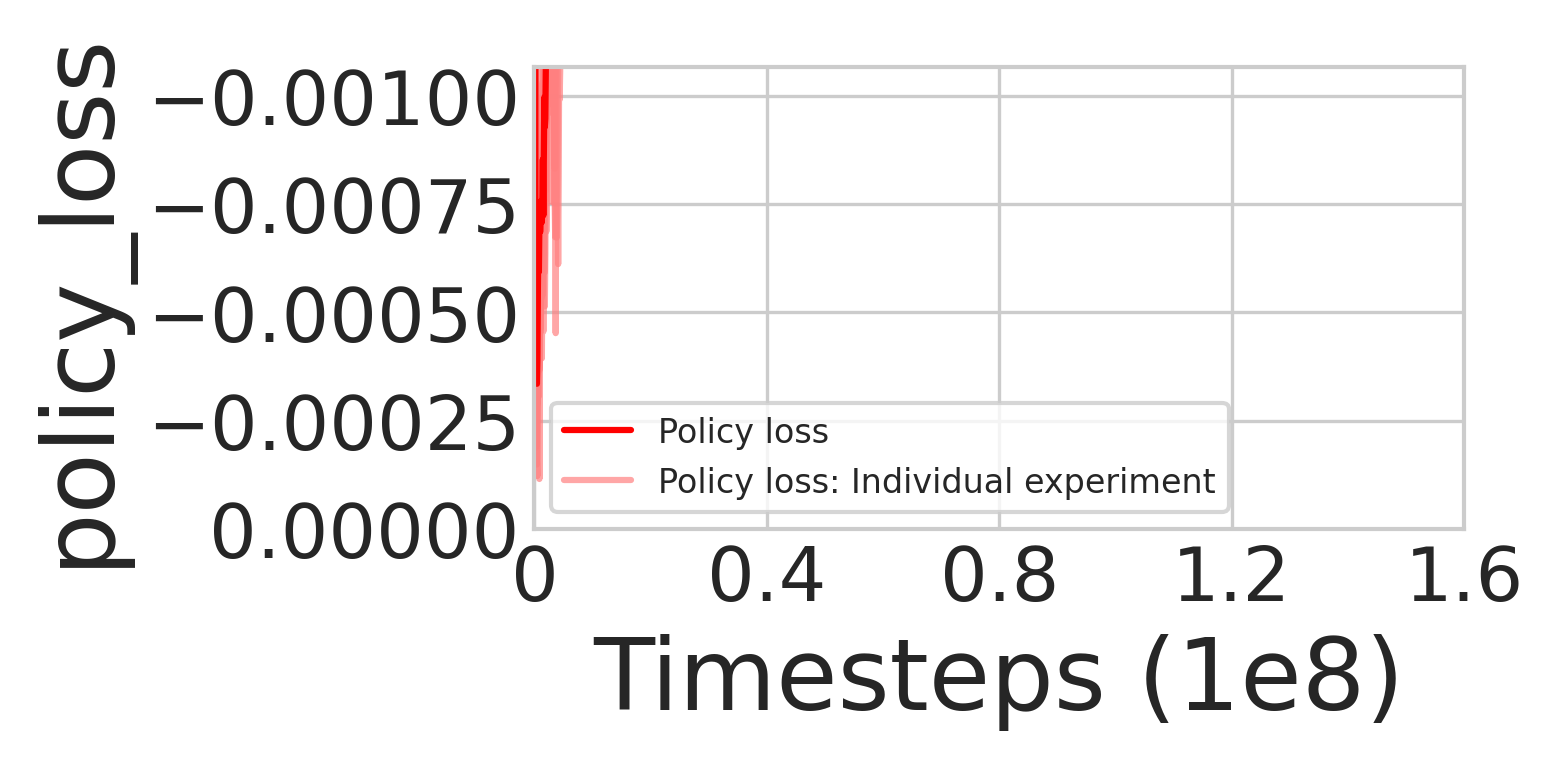 policy_loss
−0.00100
−0.00075
−0.00050
−0.00025
0.00000
Policy loss
Policy loss: Individual experiment
0 0.4 0.8 1.2 1.6
Timesteps (1e8)